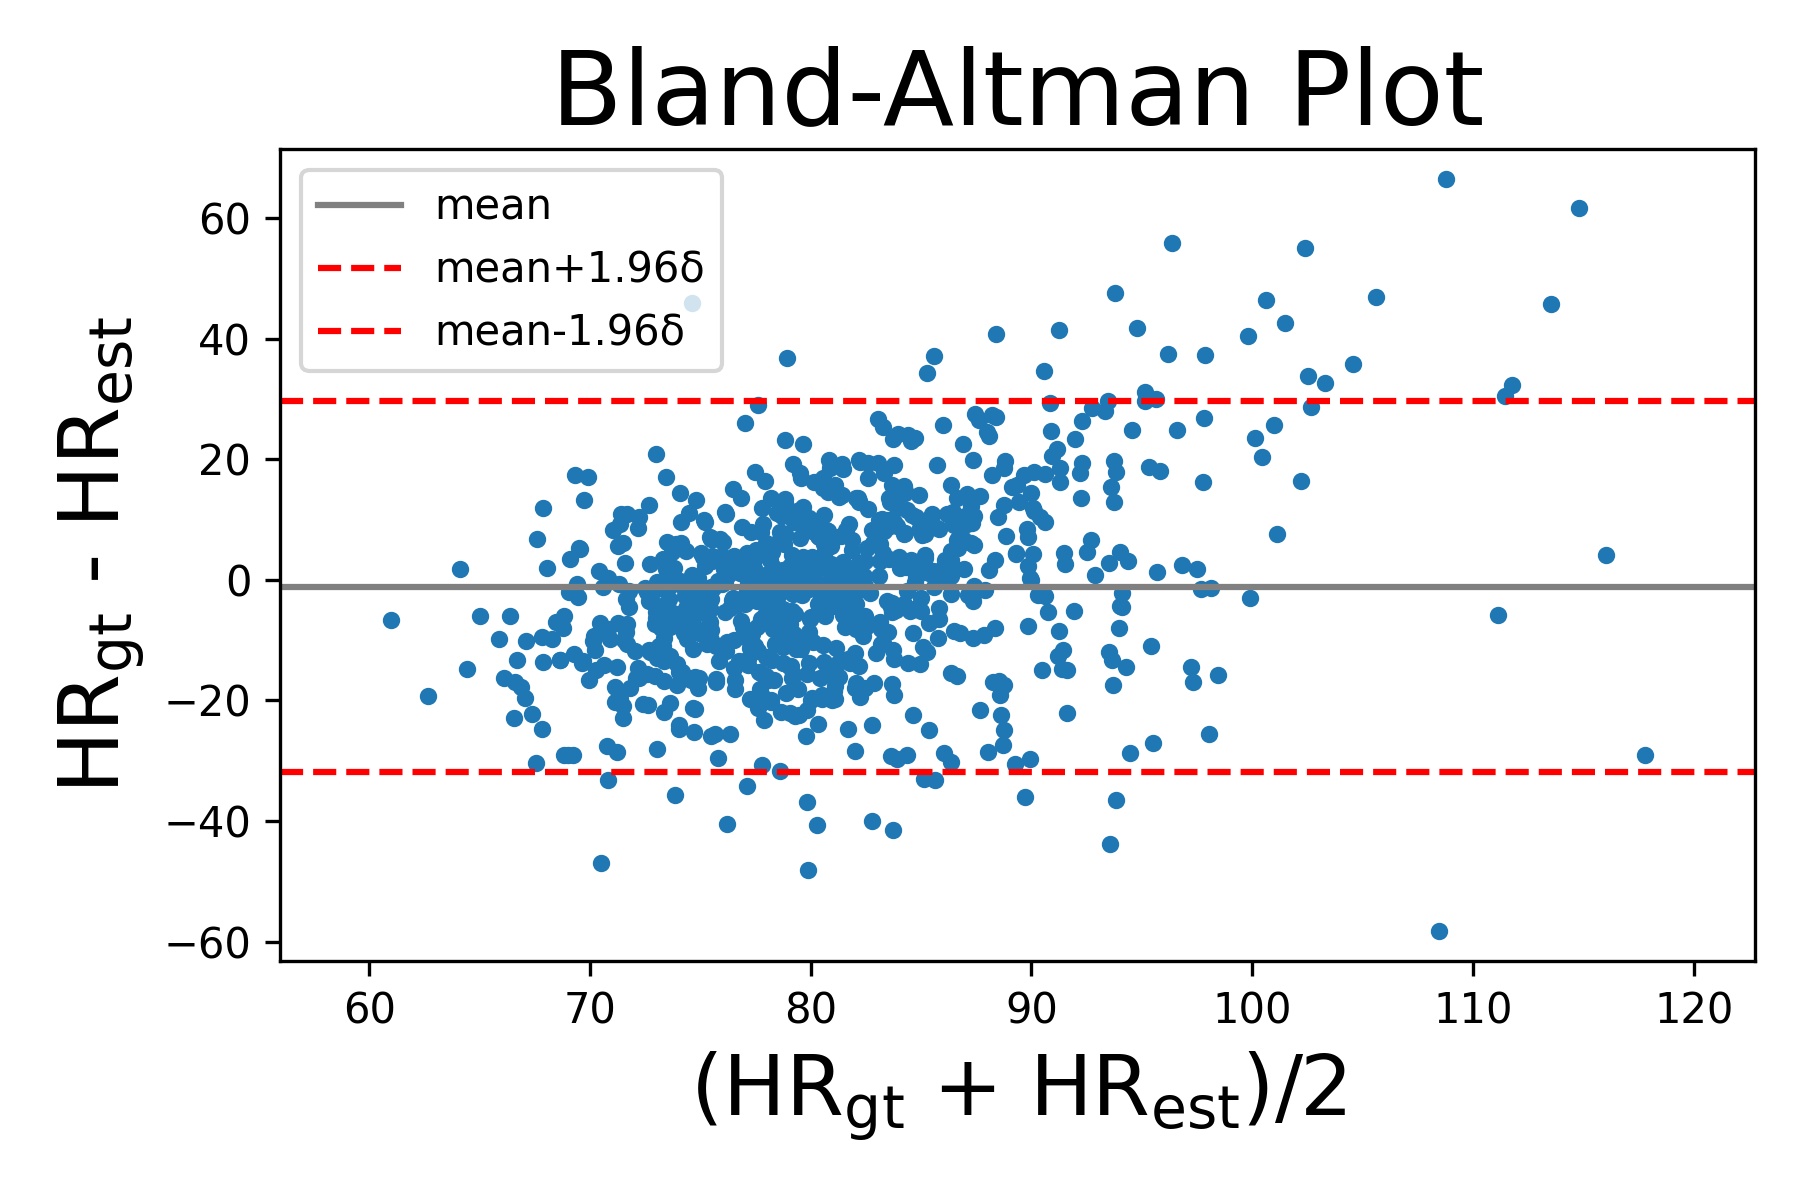 Bland-Altman Plot
mean
mean+1.96δ
mean-1.96δ
HRgt - HRest
60
40
20
0
−20
−40
−60
60 70 80 90 100 110 120
(HRgt + HRest)/2